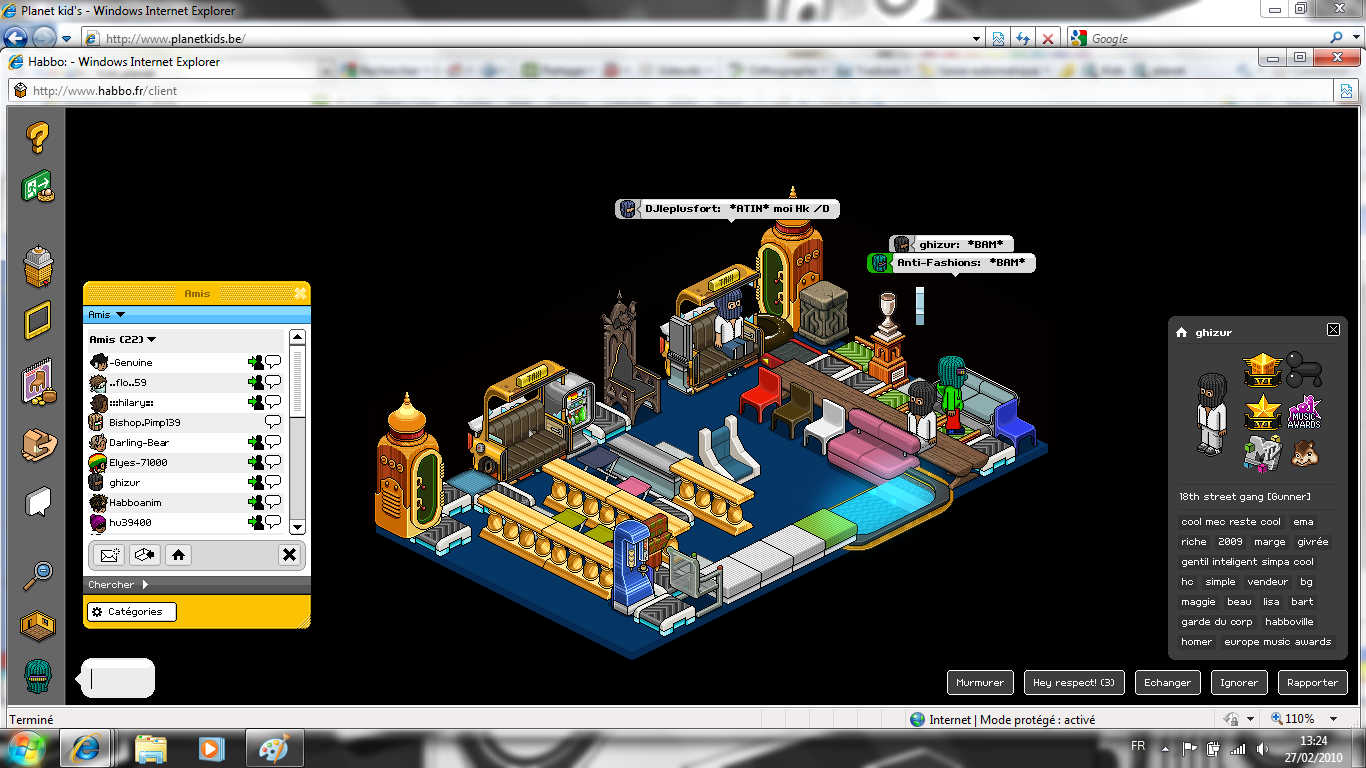 Planet kid's - Windows Internet Explorer
http://www.planetkids.be/
Google
Habbo: - Windows Internet Explorer
http://www.habbo.fr/client
DJleplusfort: *ATIN* moi Hk /D
ghizur: *BAM*
Anti-Fashions: *BAM*
TAXI
TAXI
Amis
Amis
Amis (22)
-Genuine
..flo..59
:::hilary:::
Bishop.Pimp139
Darling-Bear
Elyes-71000
ghizur
Habboanim
hu39400
Chercher
Catégories
ghizur
XVI
XVI
MUSIC AWARDS
18th street gang [Gunner]
cool mec reste cool ema
riche 2009 marge givrée
gentil inteligent simpa cool
hc simple vendeur bg
maggie beau lisa bart
garde du corp habboville
homer europe music awards
Murmurer Hey respect! (3) Echanger Ignorer Rapporter
Terminé
Internet | Mode protégé : activé
110%
FR
13:24
27/02/2010